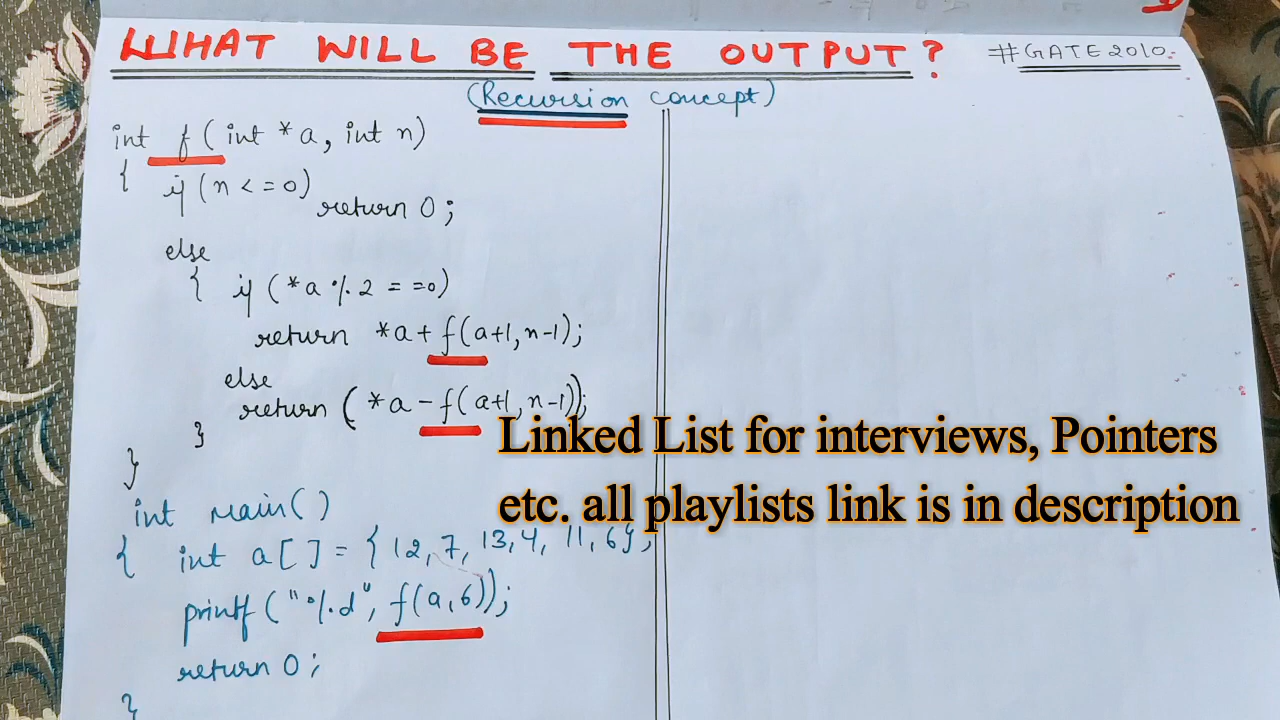 WHAT WILL BE THE OUTPUT?
#GATE2010.
(Recursion concept)
int f(int *a, int n)
{ if (n <= 0)
return 0;
else
{ if (*a % 2 == 0)
return *a + f(a+1, n-1);
else
return (*a - f(a+1, n-1));
}
}
int main()
{ int a[] = {12, 7, 13, 4, 11, 6};
printf("%d", f(a,6));
return 0;
}
Linked List for interviews, Pointers
etc. all playlists link is in description